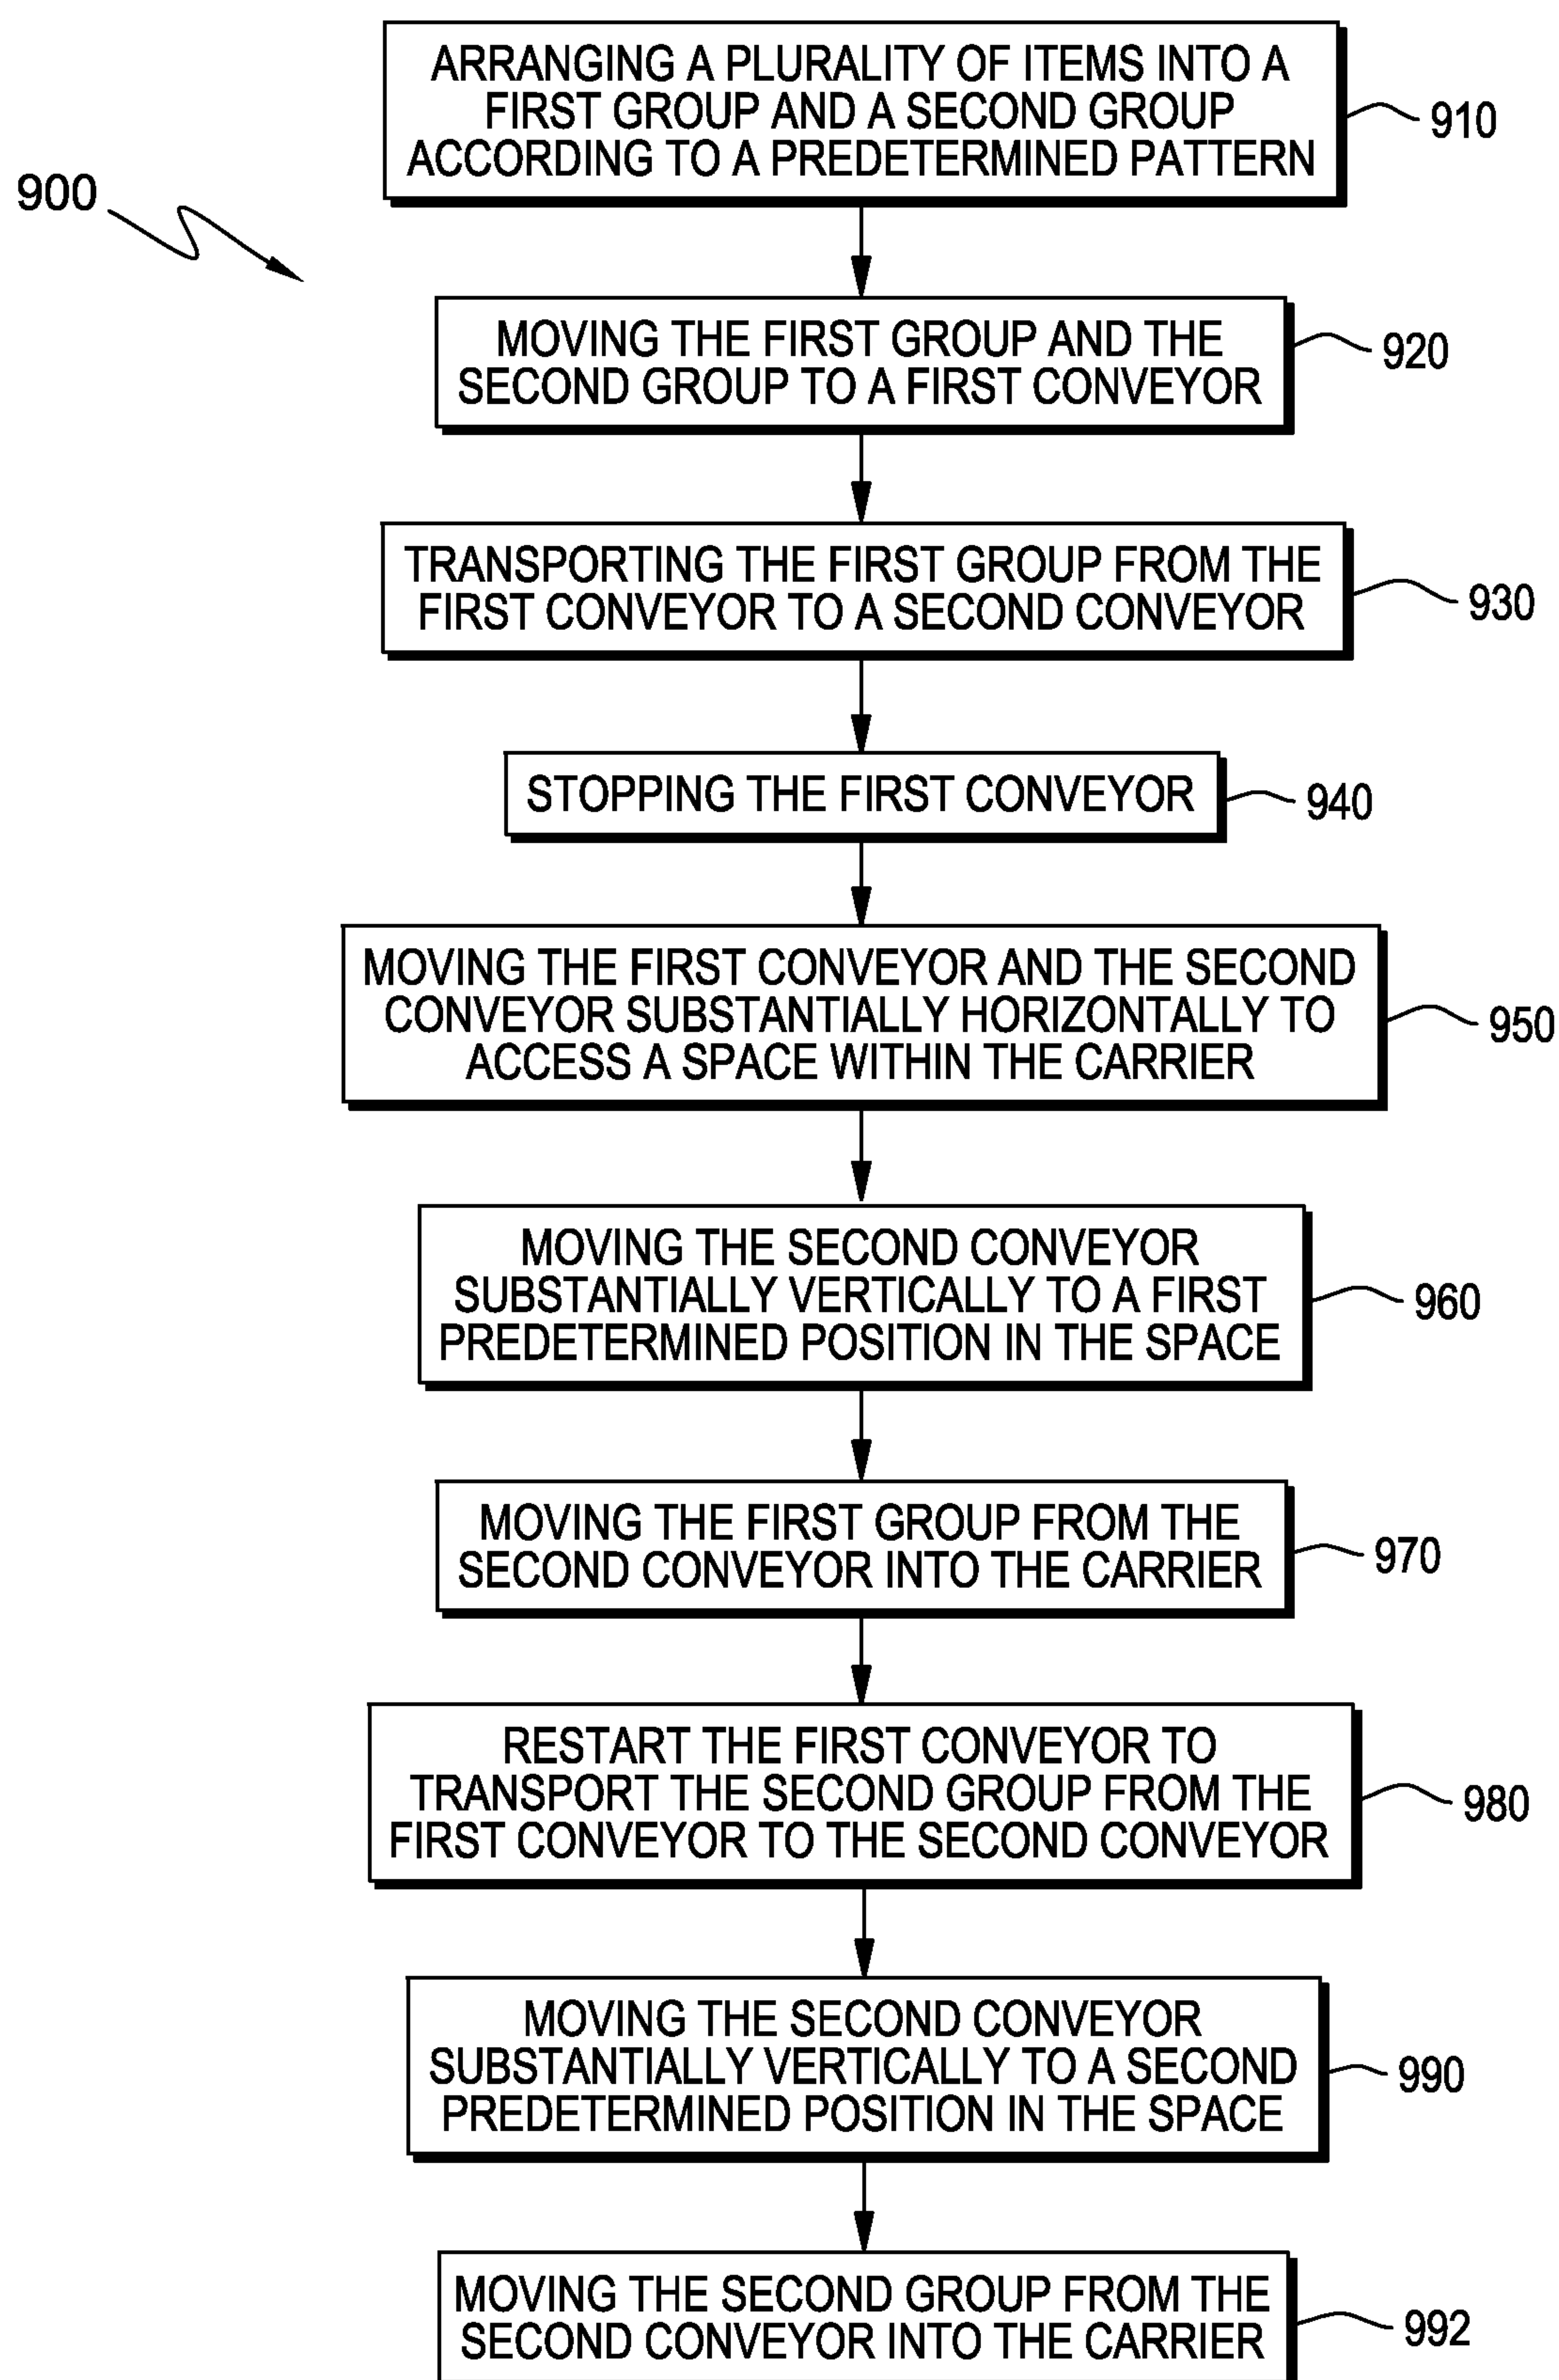 ARRANGING A PLURALITY OF ITEMS INTO A
FIRST GROUP AND A SECOND GROUP
ACCORDING TO A PREDETERMINED PATTERN
910
900
MOVING THE FIRST GROUP AND THE
SECOND GROUP TO A FIRST CONVEYOR
920
TRANSPORTING THE FIRST GROUP FROM THE
FIRST CONVEYOR TO A SECOND CONVEYOR
930
STOPPING THE FIRST CONVEYOR
940
MOVING THE FIRST CONVEYOR AND THE SECOND
CONVEYOR SUBSTANTIALLY HORIZONTALLY TO
ACCESS A SPACE WITHIN THE CARRIER
950
MOVING THE SECOND CONVEYOR
SUBSTANTIALLY VERTICALLY TO A FIRST
PREDETERMINED POSITION IN THE SPACE
960
MOVING THE FIRST GROUP FROM THE
SECOND CONVEYOR INTO THE CARRIER
970
RESTART THE FIRST CONVEYOR TO
TRANSPORT THE SECOND GROUP FROM THE
FIRST CONVEYOR TO THE SECOND CONVEYOR
980
MOVING THE SECOND CONVEYOR
SUBSTANTIALLY VERTICALLY TO A SECOND
PREDETERMINED POSITION IN THE SPACE
990
MOVING THE SECOND GROUP FROM THE
SECOND CONVEYOR INTO THE CARRIER
992